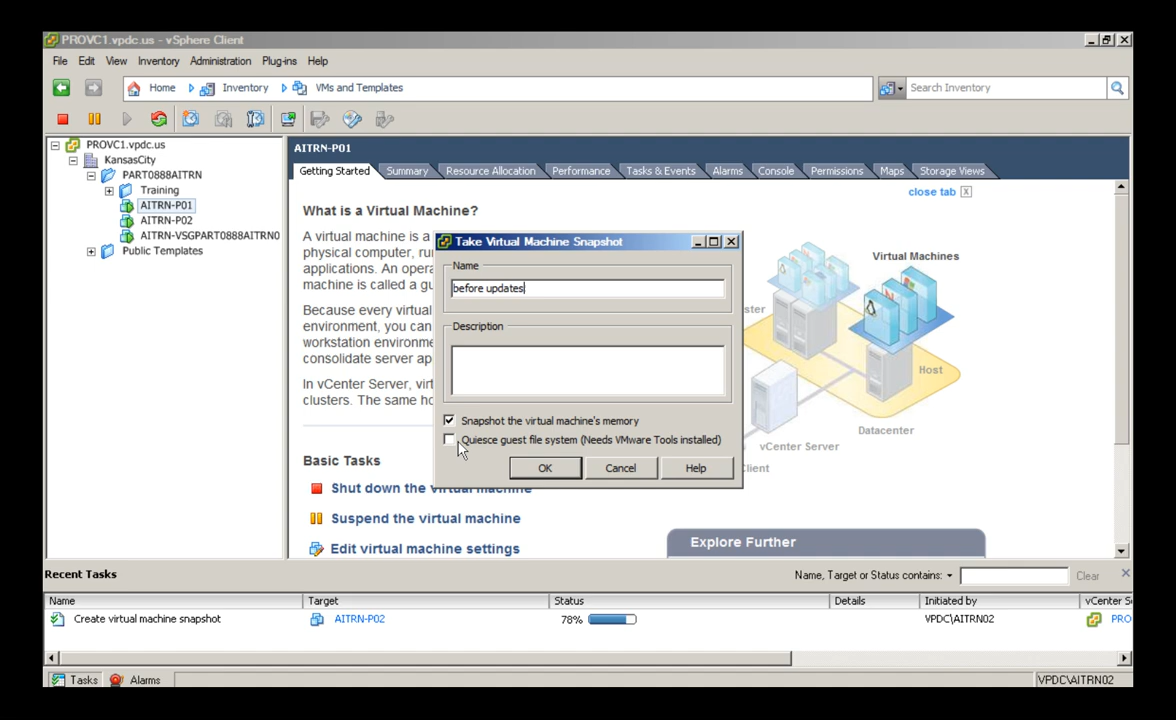 PROVC1.vpdc.us - vSphere Client
File Edit View Inventory Administration Plug-ins Help
Home Inventory VMs and Templates Search Inventory
PROVC1.vpdc.us
KansasCity
PART0888AITRN
Training
AITRN-P01
AITRN-P02
AITRN-VSGPART0888AITRN0
Public Templates
AITRN-P01
Getting Started Summary Resource Allocation Performance Tasks & Events Alarms Console Permissions Maps Storage Views
close tab X
What is a Virtual Machine?
A virtual machine is a
physical computer, ru
applications. An opera
machine is called a gu
Because every virtual
environment, you can
workstation environme
consolidate server ap
In vCenter Server, virt
clusters. The same ho
Basic Tasks
Shut down the virtual machine
Suspend the virtual machine
Edit virtual machine settings
Virtual Machines
ster
Host
Datacenter
vCenter Server
lient
Explore Further
Take Virtual Machine Snapshot
Name
before updates
Description
Snapshot the virtual machine's memory
Quiesce guest file system (Needs VMware Tools installed)
OK Cancel Help
Recent Tasks
Name, Target or Status contains: Clear
Name Target Status Details Initiated by vCenter S
Create virtual machine snapshot AITRN-P02 78% VPDC\AITRN02 PRO
Tasks Alarms VPDC\AITRN02